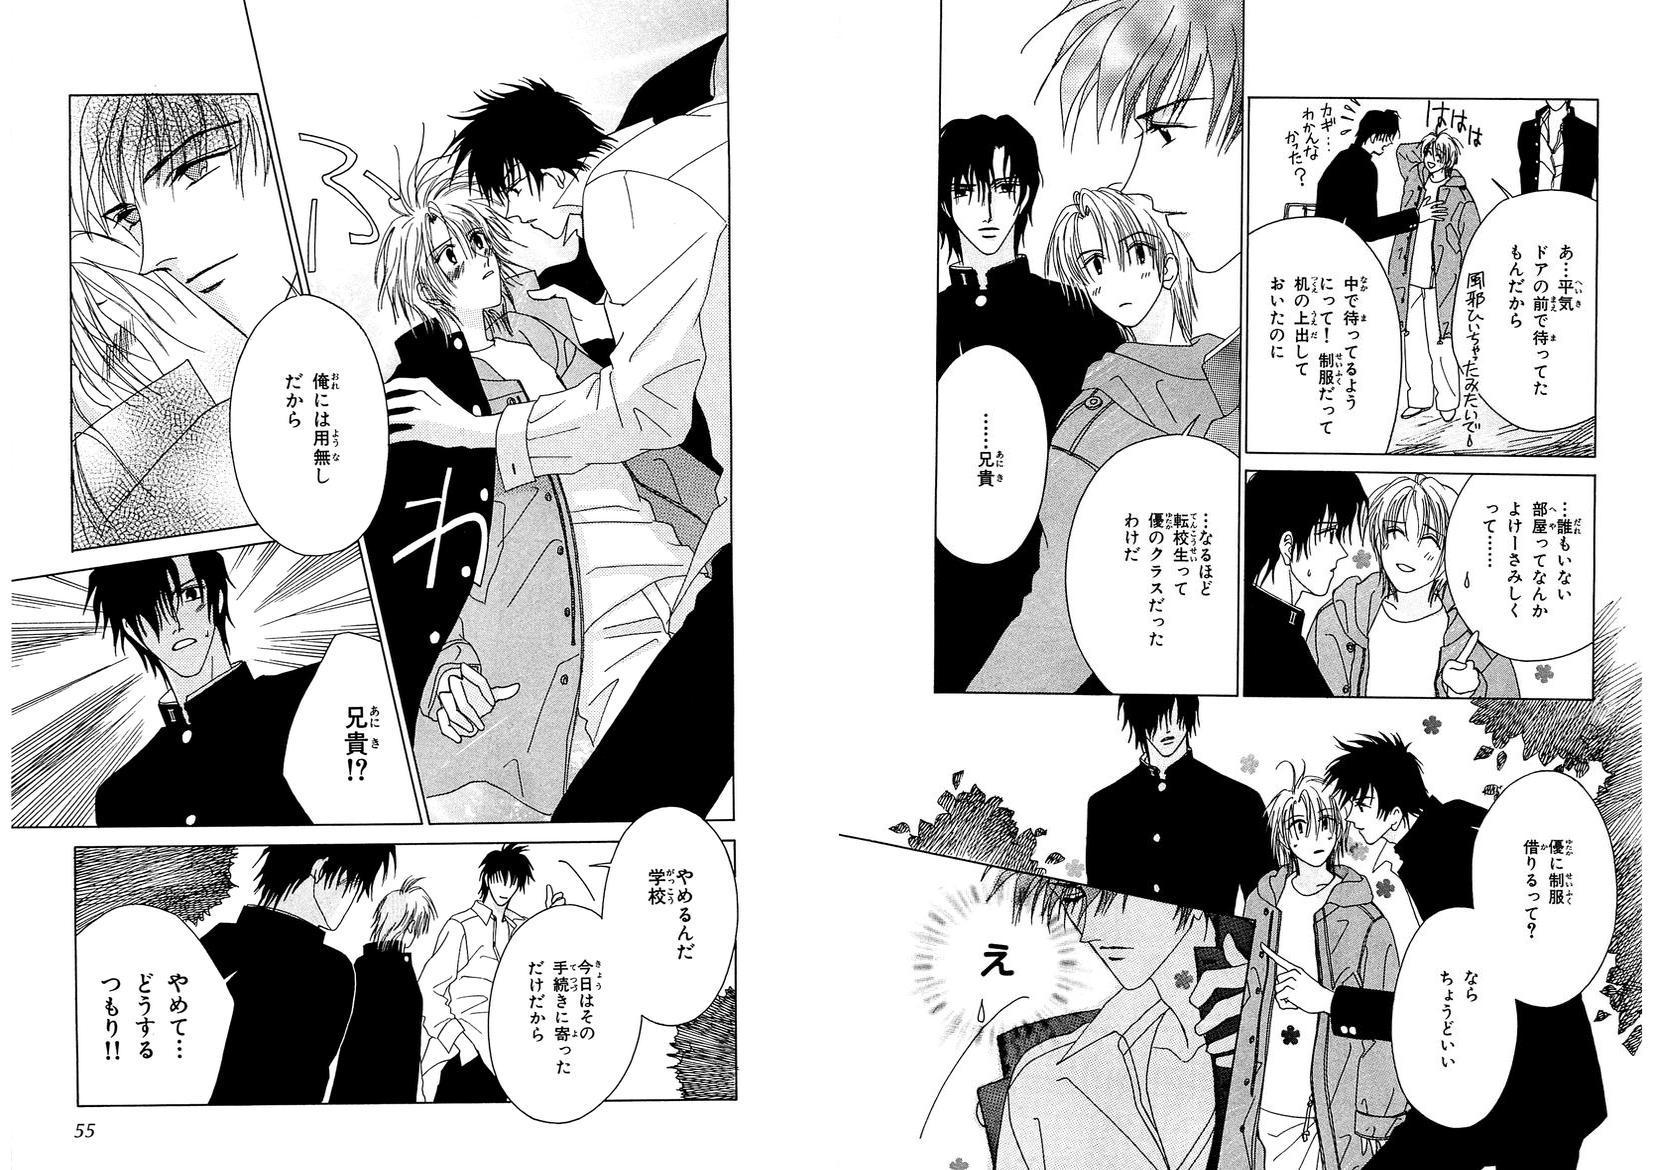 はははは
カギ…
わかんな
かった?
風邪ひいちゃったみたいで
あ…平気
ドアの前で待ってた
もんだから
中で待ってるよう
にって!制服だって
机の上出して
おいたのに
…誰もいない
部屋ってなんか
よけーさみしく
って……
…なるほど
転校生って
優のクラスだった
わけだ
……兄貴
優に制服
借りるって?
なら
ちょうどいい
え
ふわ
俺には用無し
だから
兄貴!?
やめるんだ
学校
今日はその
手続きに寄った
だけだから
やめて…
どうする
つもり!!
55